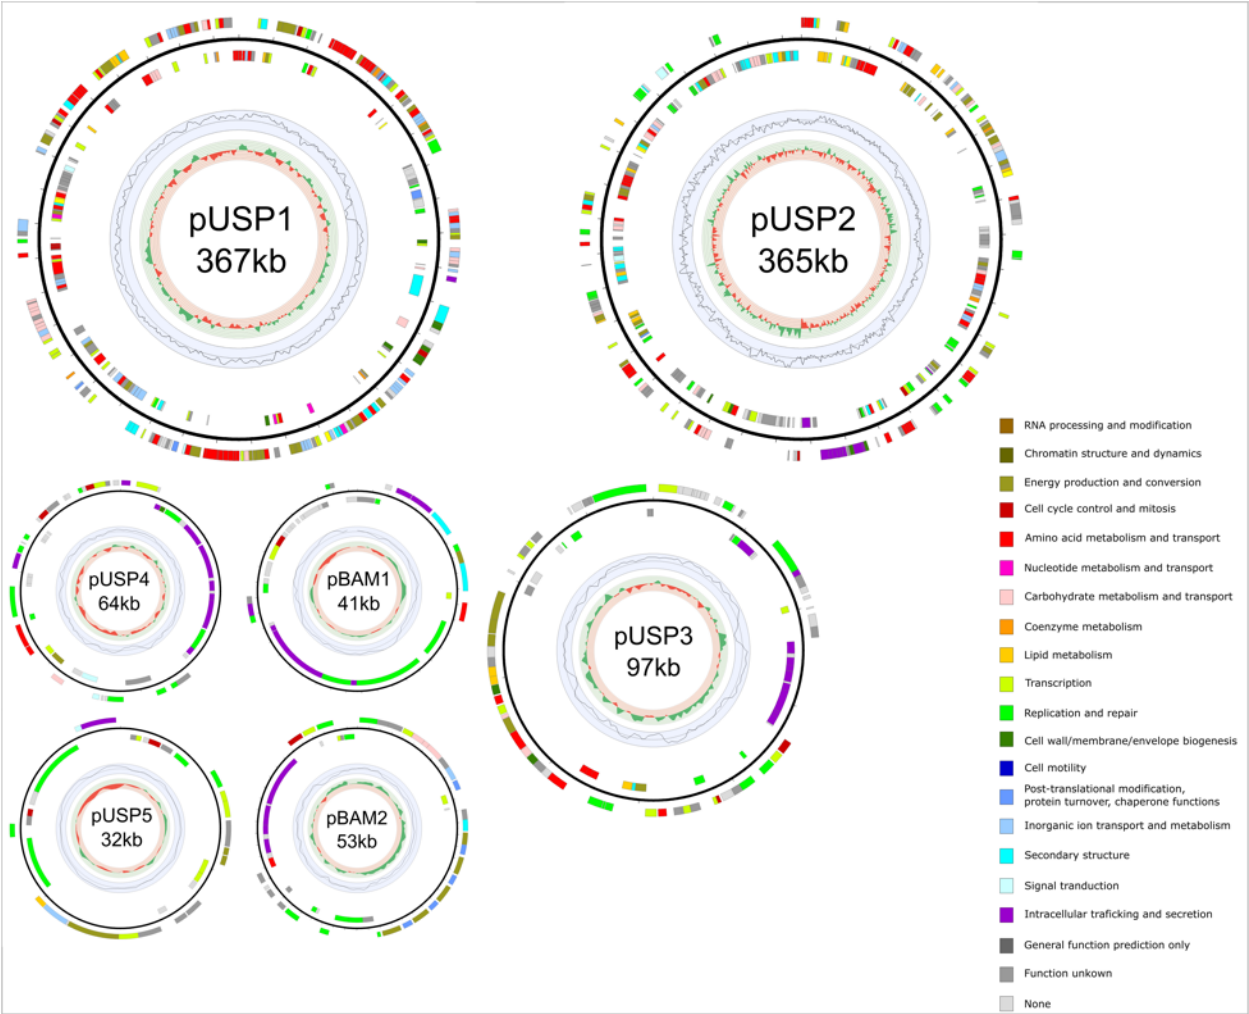 pUSP1
367kb
pUSP2
365kb
pUSP4
64kb
pBAM1
41kb
pUSP3
97kb
pUSP5
32kb
pBAM2
53kb
RNA processing and modification
Chromatin structure and dynamics
Energy production and conversion
Cell cycle control and mitosis
Amino acid metabolism and transport
Nucleotide metabolism and transport
Carbohydrate metabolism and transport
Coenzyme metabolism
Lipid metabolism
Transcription
Replication and repair
Cell wall/membrane/envelope biogenesis
Cell motility
Post-translational modification,
protein turnover, chaperone functions
Inorganic ion transport and metabolism
Secondary structure
Signal tranduction
Intracellular traficking and secretion
General function prediction only
Function unkown
None